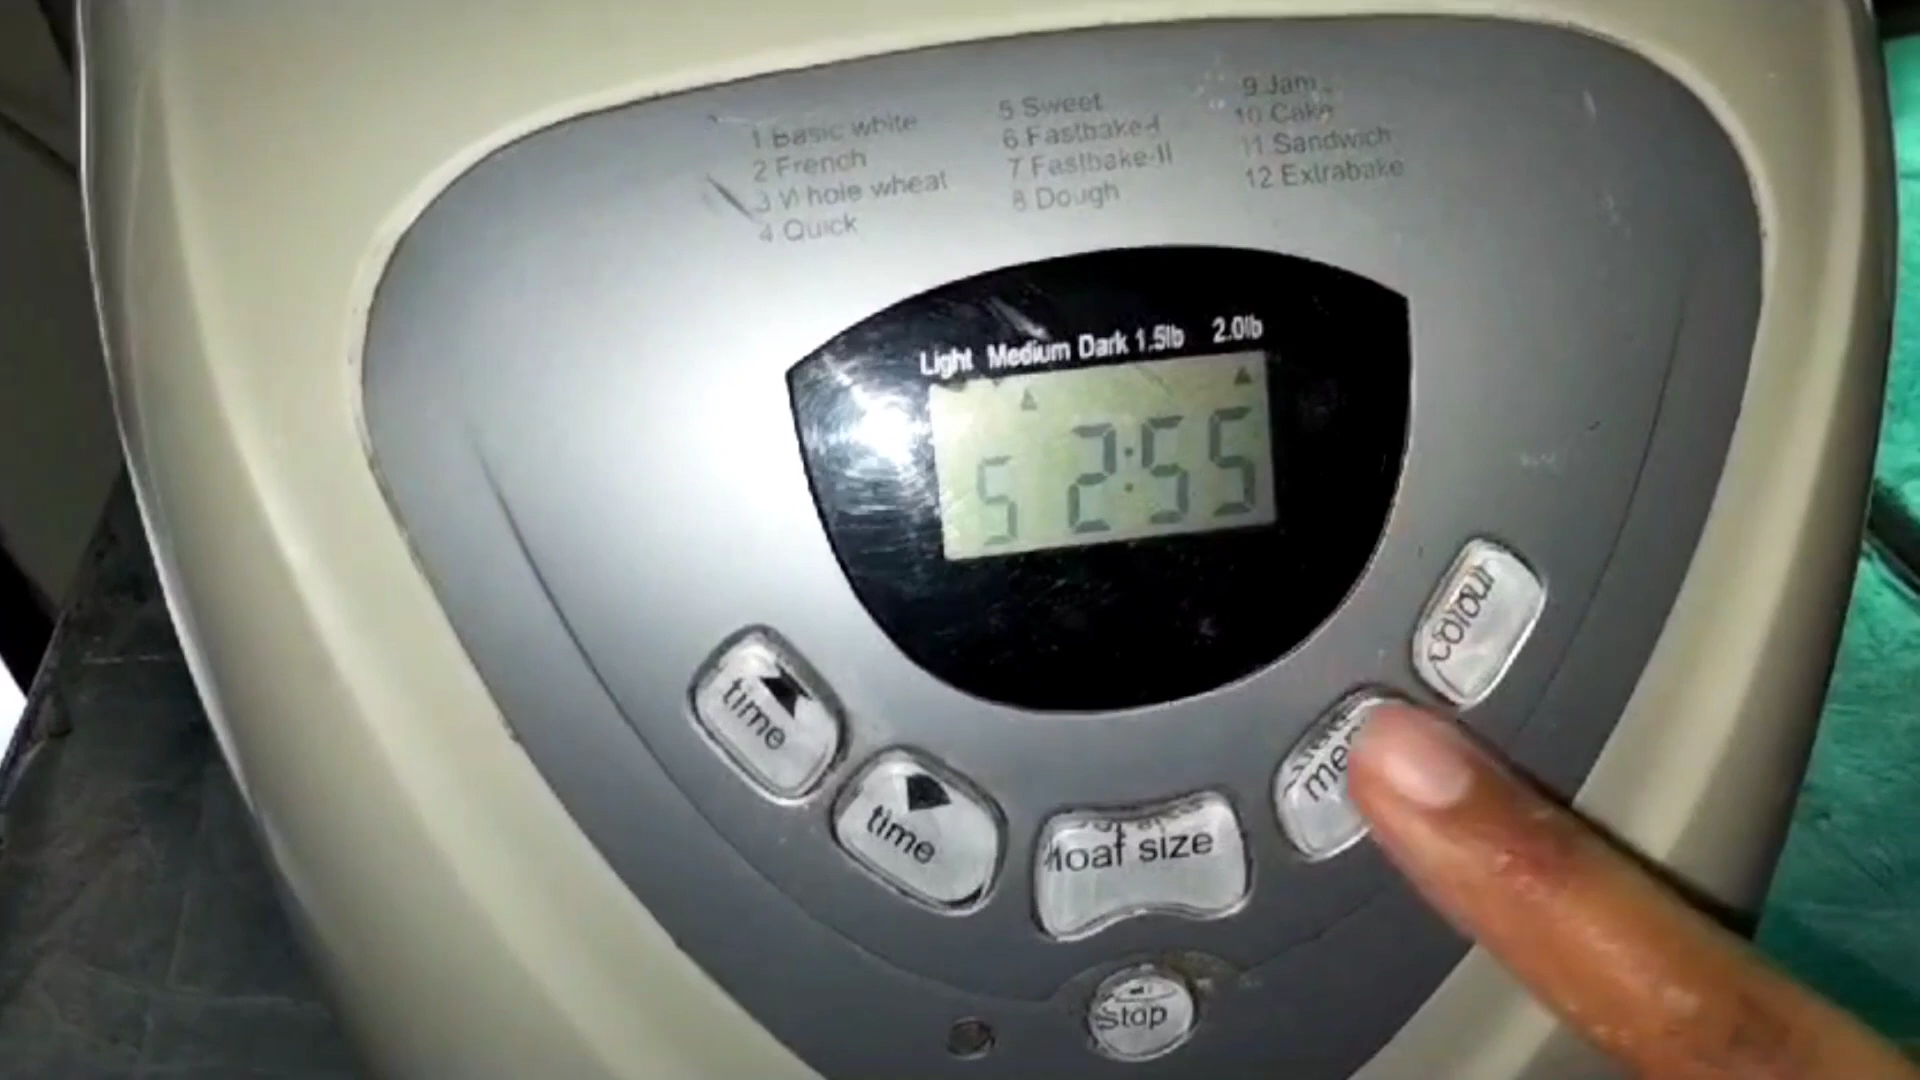 1 Basic white
2 French
3 Whole wheat
4 Quick
5 Sweet
6 Fastbake-I
7 Fastbake-II
8 Dough
9 Jam
10 Cake
11 Sandwich
12 Extrabake
Light Medium Dark 1.5lb 2.0lb
5 2:55
time
time
loaf size
colour
Stop